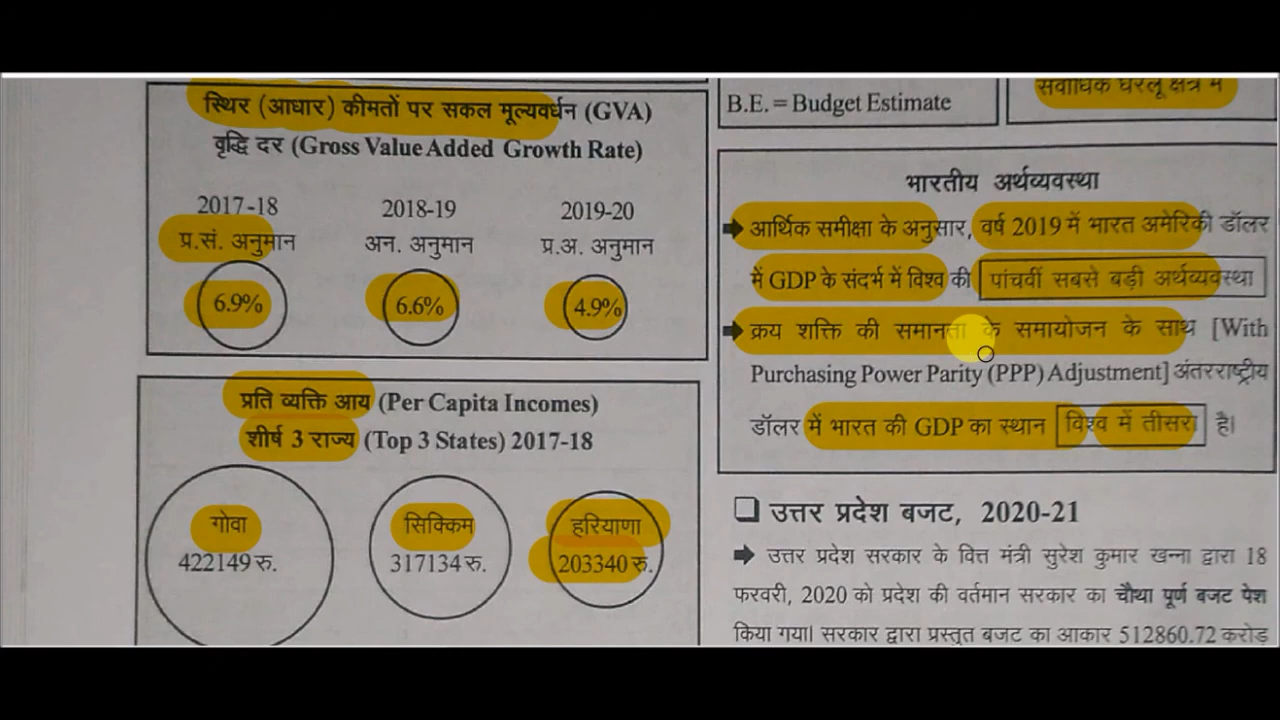 स्थिर (आधार) कीमतों पर सकल मूल्यवर्धन (GVA)
वृद्धि दर (Gross Value Added Growth Rate)
2017-18 2018-19 2019-20
प्र.सं. अनुमान अन. अनुमान प्र.अ. अनुमान
6.9% 6.6% 4.9%
प्रति व्यक्ति आय (Per Capita Incomes)
शीर्ष 3 राज्य (Top 3 States) 2017-18
गोवा सिक्किम हरियाणा
422149 रु. 317134 रु. 203340 रु.
B.E. = Budget Estimate
सर्वाधिक घरेलू क्षेत्र में
भारतीय अर्थव्यवस्था
➡ आर्थिक समीक्षा के अनुसार, वर्ष 2019 में भारत अमेरिकी डॉलर
में GDP के संदर्भ में विश्व की पांचवीं सबसे बड़ी अर्थव्यवस्था
➡ क्रय शक्ति की समानता के समायोजन के साथ [With
Purchasing Power Parity (PPP) Adjustment] अंतरराष्ट्रीय
डॉलर में भारत की GDP का स्थान विश्व में तीसरा है।
❑ उत्तर प्रदेश बजट, 2020-21
➡ उत्तर प्रदेश सरकार के वित्त मंत्री सुरेश कुमार खन्ना द्वारा 18
फरवरी, 2020 को प्रदेश की वर्तमान सरकार का चौथा पूर्ण बजट पेश
किया गया। सरकार द्वारा प्रस्तुत बजट का आकार 512860.72 करोड़